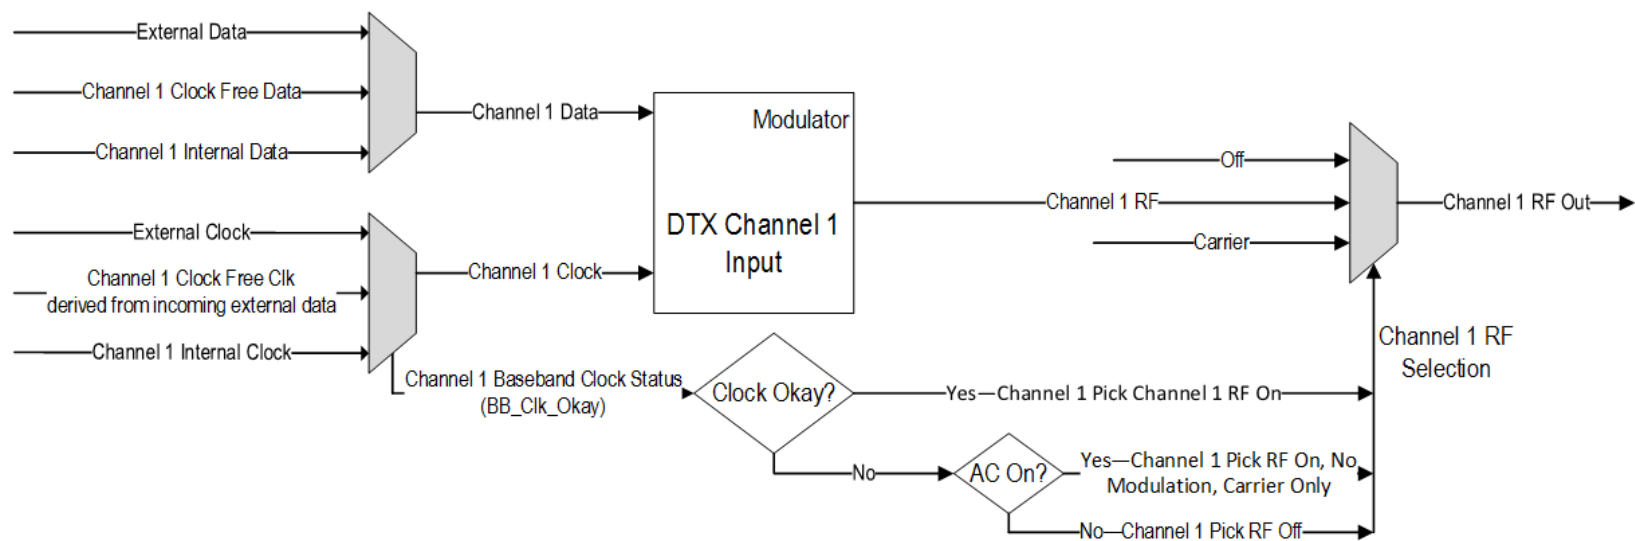 External Data
Channel 1 Clock Free Data
Channel 1 Internal Data
Channel 1 Data
External Clock
Channel 1 Clock Free Clk
derived from incoming external data
Channel 1 Internal Clock
Channel 1 Clock
Modulator
DTX Channel 1
Input
Off
Channel 1 RF
Carrier
Channel 1 RF Out
Channel 1 RF
Selection
Channel 1 Baseband Clock Status
(BB_Clk_Okay)
Clock Okay?
Yes—Channel 1 Pick Channel 1 RF On
No
AC On?
Yes—Channel 1 Pick RF On, No
Modulation, Carrier Only
No—Channel 1 Pick RF Off